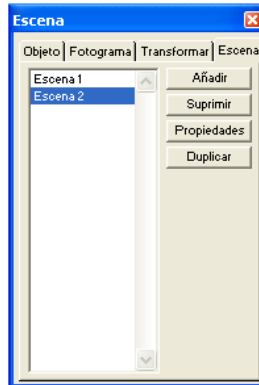 Escena
Objeto Fotograma Transformar Escena
Escena 1
Escena 2
Añadir
Suprimir
Propiedades
Duplicar